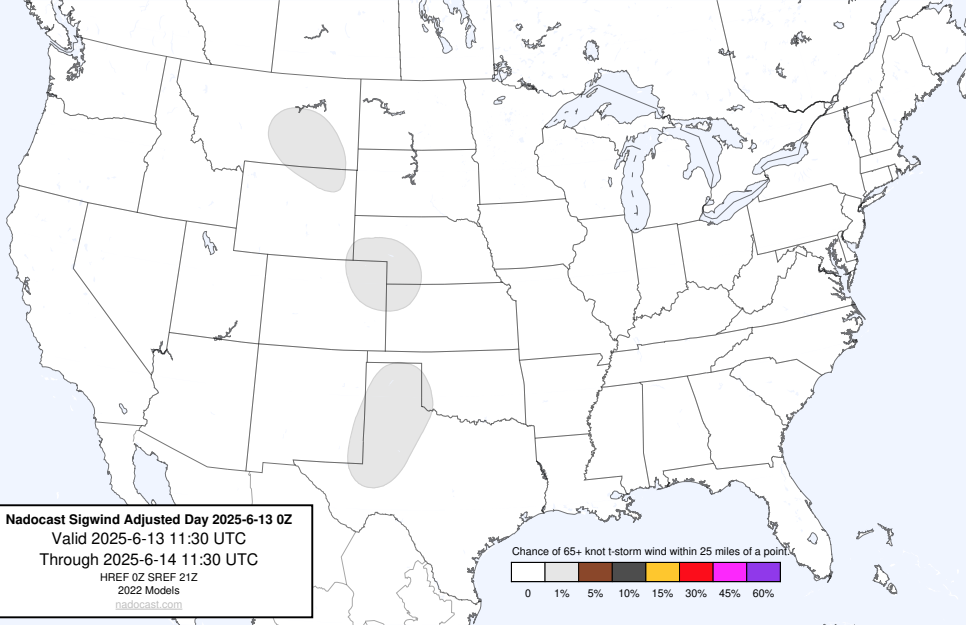 Nadocast Sigwind Adjusted Day 2025-6-13 0Z
Valid 2025-6-13 11:30 UTC
Through 2025-6-14 11:30 UTC
HREF 0Z SREF 21Z
2022 Models
nadocast.com
Chance of 65+ knot t-storm wind within 25 miles of a point.
0 1% 5% 10% 15% 30% 45% 60%